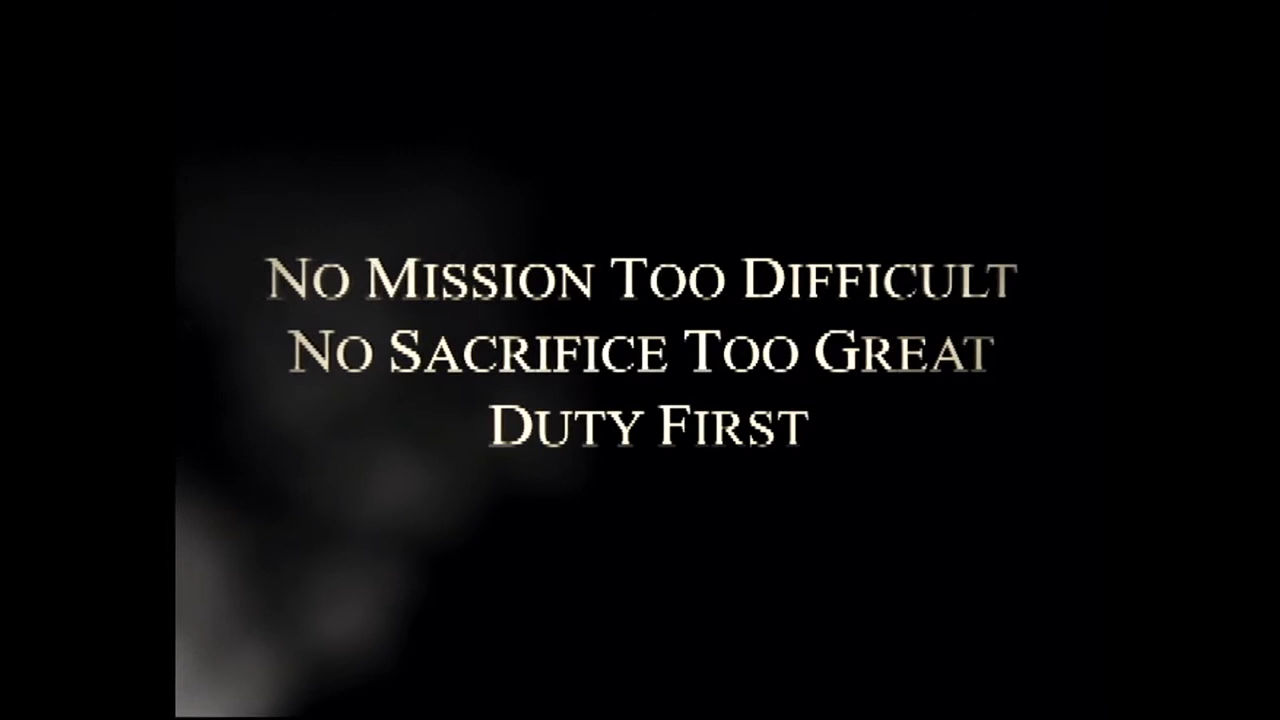 NO MISSION TOO DIFFICULT
NO SACRIFICE TOO GREAT
DUTY FIRST